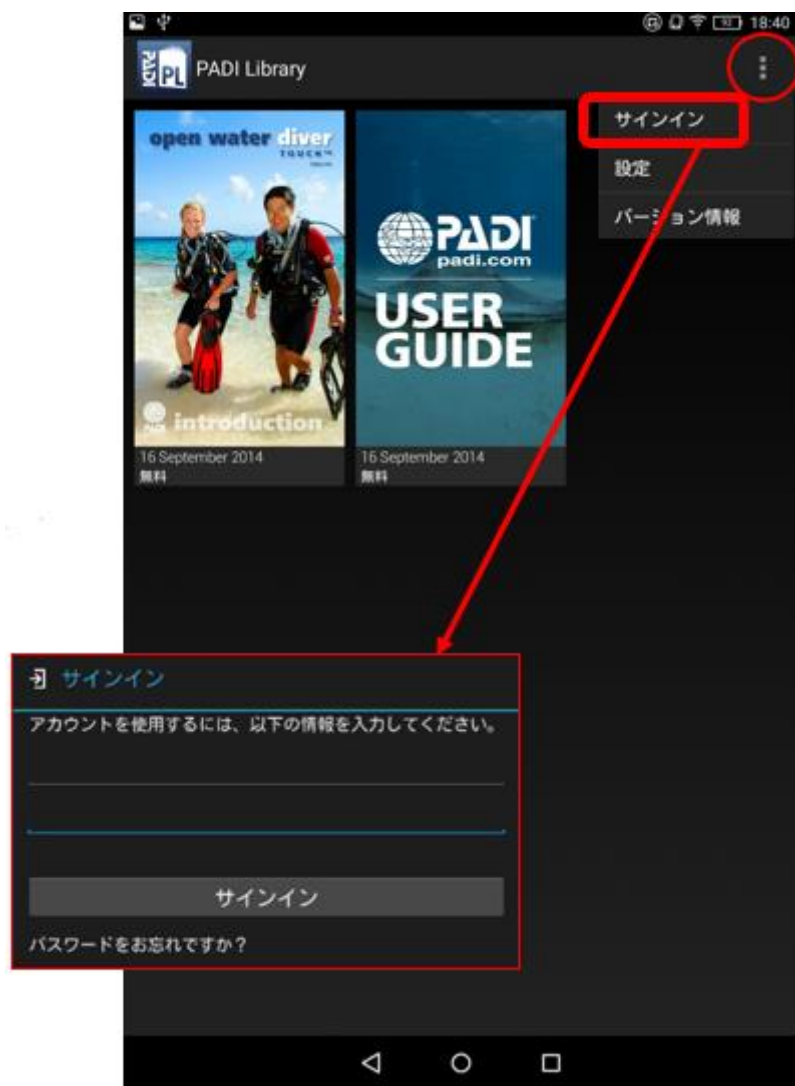 18:40
PADI PL
PADI Library
サインイン
設定
バージョン情報
open water diver
TOUCH™
PADI
padi.com
USER
GUIDE
PADI
introduction
16 September 2014
無料
16 September 2014
無料
サインイン
アカウントを使用するには、以下の情報を入力してください。
サインイン
パスワードをお忘れですか？